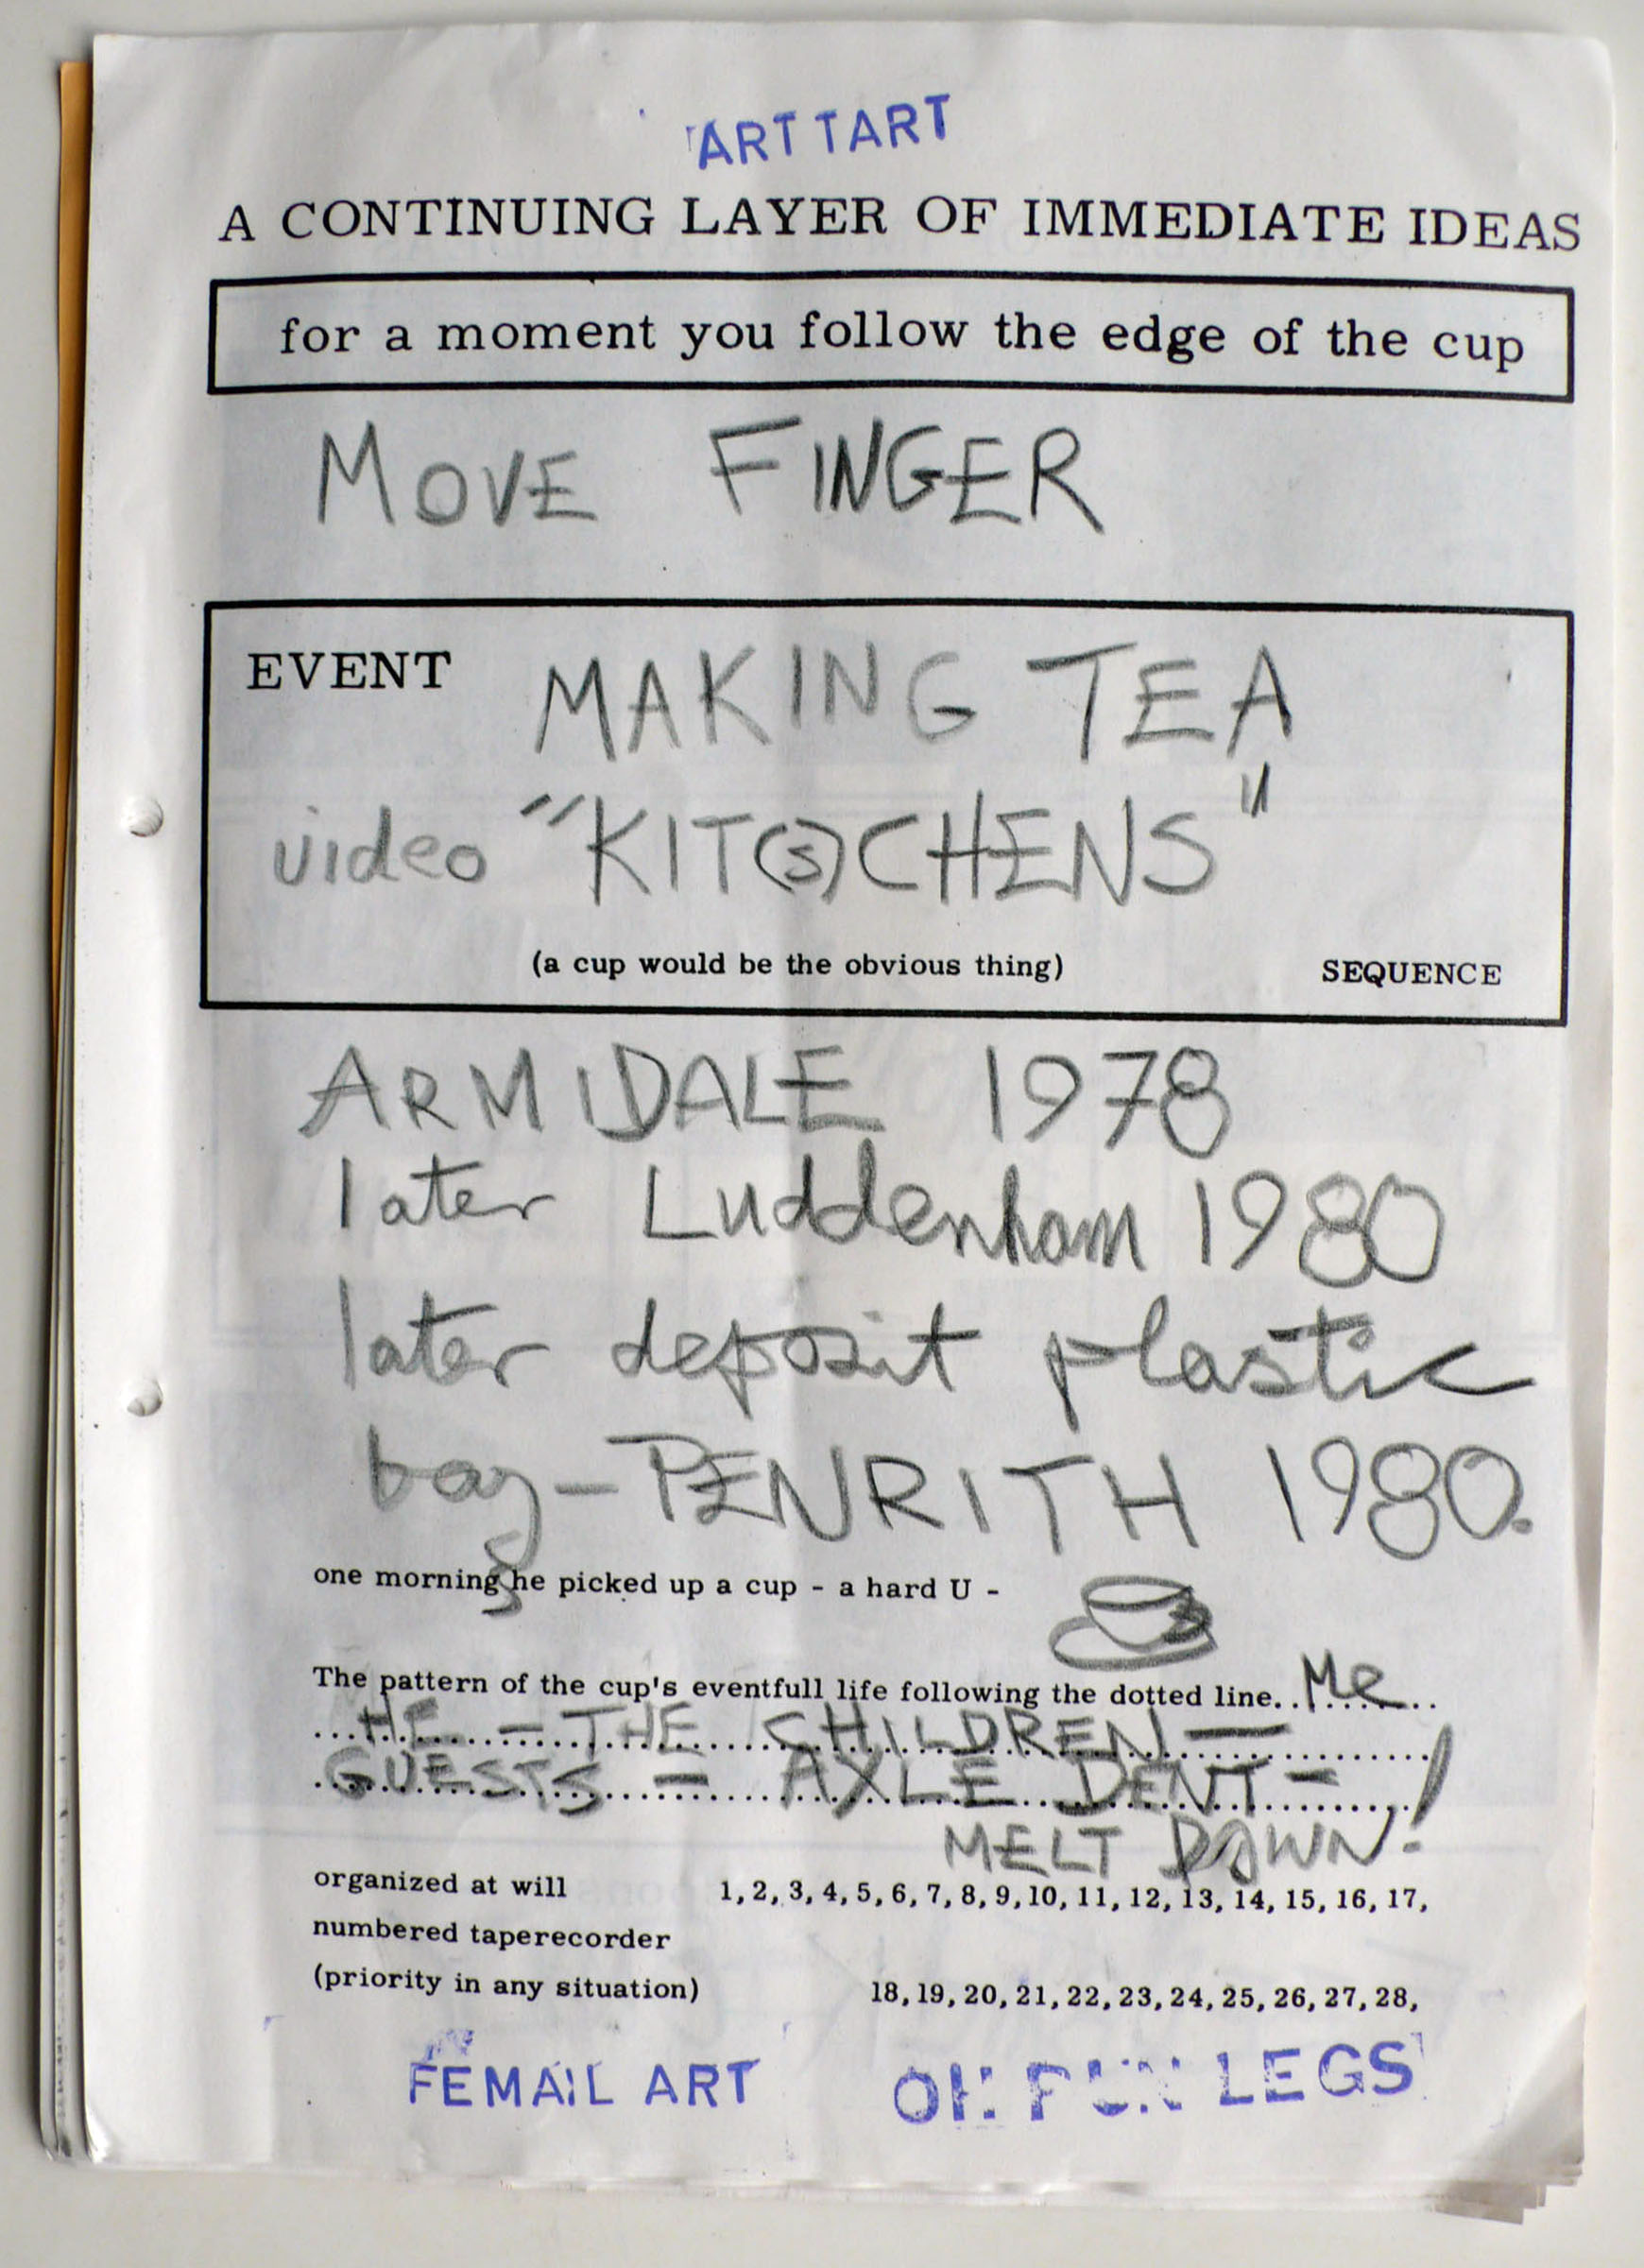 ART TART
A CONTINUING LAYER OF IMMEDIATE IDEAS
for a moment you follow the edge of the cup
MOVE FINGER
EVENT MAKING TEA
video "KIT(S)CHENS"
(a cup would be the obvious thing) SEQUENCE
ARMIDALE 1978
later Luddenham 1980
later deposit plastic
bag - PENRITH 1980.
one morning she picked up a cup - a hard U -
The pattern of the cup's eventfull life following the dotted line. . Me . .
HE - THE CHILDREN -
GUESTS - AXLE DENT - !
MELT DOWN.
organized at will 1, 2, 3, 4, 5, 6, 7, 8, 9, 10, 11, 12, 13, 14, 15, 16, 17,
numbered taperecorder
(priority in any situation) 18, 19, 20, 21, 22, 23, 24, 25, 26, 27, 28,
FEMAIL ART LEGS